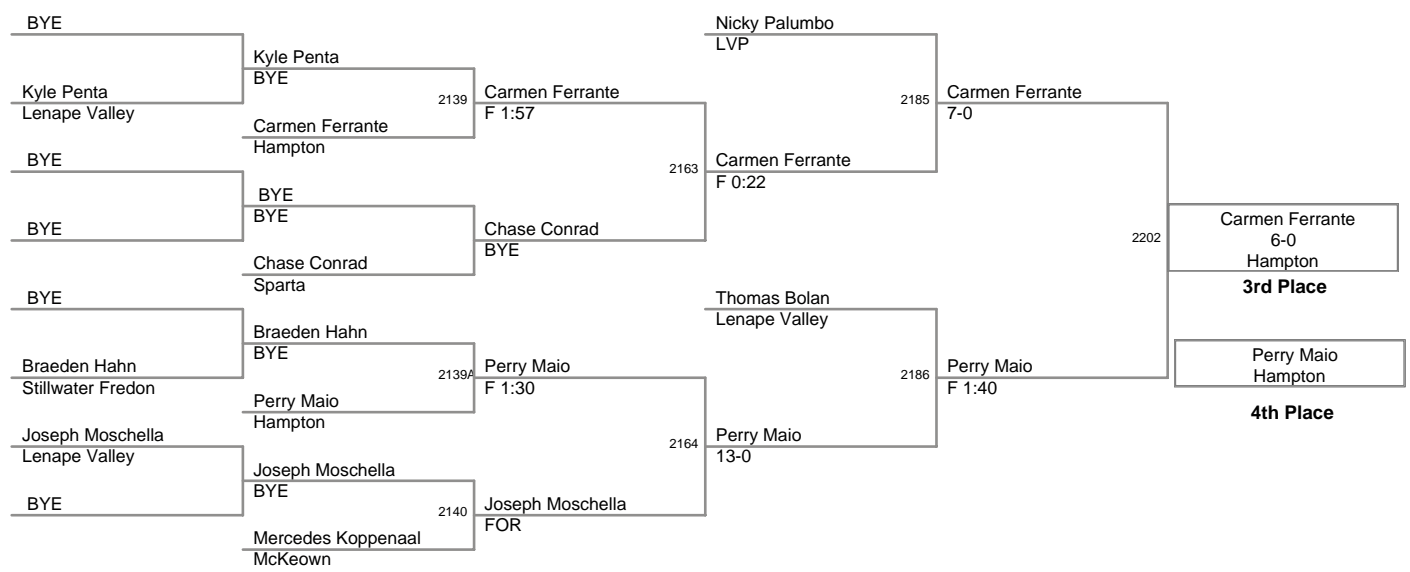 BYE
Kyle Penta
Lenape Valley
BYE
BYE
BYE
Braeden Hahn
Stillwater Fredon
Joseph Moschella
Lenape Valley
BYE
Kyle Penta
BYE
Carmen Ferrante
Hampton
BYE
BYE
Chase Conrad
Sparta
Braeden Hahn
BYE
Perry Maio
Hampton
Joseph Moschella
BYE
Mercedes Koppenaal
McKeown
2139
2139A
2140
Carmen Ferrante
F 1:57
Chase Conrad
BYE
Perry Maio
F 1:30
Joseph Moschella
FOR
2163
2164
Nicky Palumbo
LVP
Carmen Ferrante
F 0:22
Thomas Bolan
Lenape Valley
Perry Maio
13-0
2185
2186
Carmen Ferrante
7-0
Perry Maio
F 1:40
2202
Carmen Ferrante
6-0
Hampton
3rd Place
Perry Maio
Hampton
4th Place